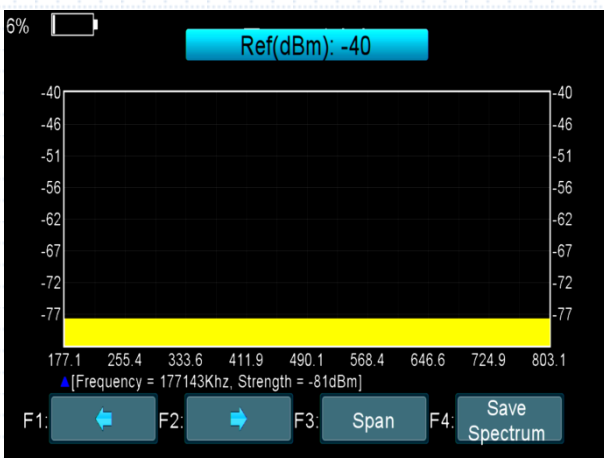 6%
Ref(dBm): -40
-40 -40
-46 -46
-51 -51
-56 -56
-62 -62
-67 -67
-72 -72
-77 -77
177.1 255.4 333.6 411.9 490.1 568.4 646.6 724.9 803.1
[Frequency = 177143Khz, Strength = -81dBm]
F1: F2: F3: Span F4: Save
Spectrum